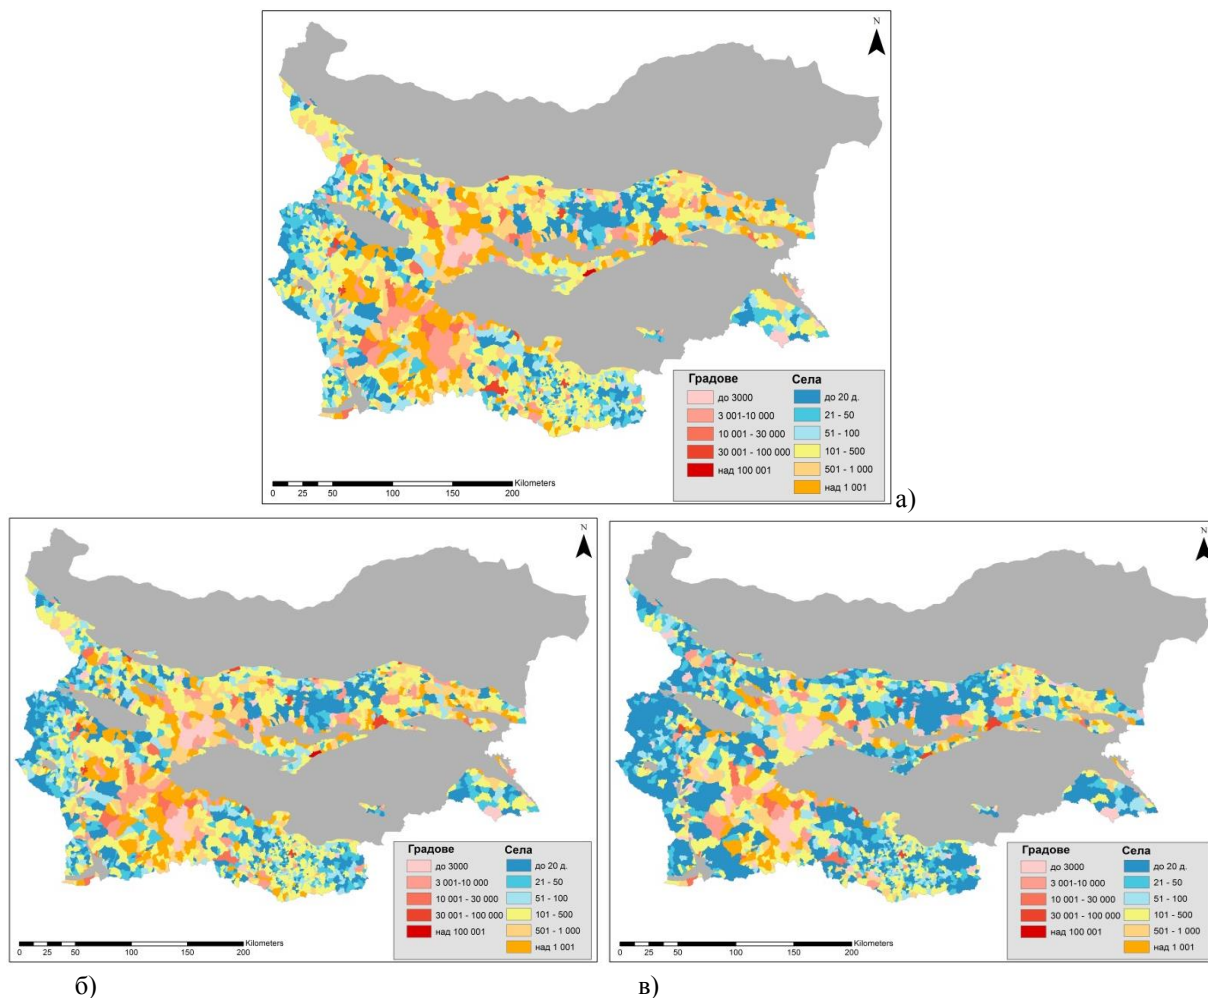 N
Градове Села
до 3000 до 20 д.
3 001-10 000 21 - 50
10 001 - 30 000 51 - 100
30 001 - 100 000 101 - 500
над 100 001 501 - 1 000
над 1 001
Kilometers
0 25 50 100 150 200
а)
N
Градове Села
до 3000 до 20 д.
3 001-10 000 21 - 50
10 001 - 30 000 51 - 100
30 001 - 100 000 101 - 500
над 100 001 501 - 1 000
над 1 001
Kilometers
0 25 50 100 150 200
N
Градове Села
до 3000 до 20 д.
3 001-10 000 21 - 50
10 001 - 30 000 51 - 100
30 001 - 100 000 101 - 500
над 100 001 501 - 1 000
над 1 001
Kilometers
0 25 50 100 150 200
б) в)